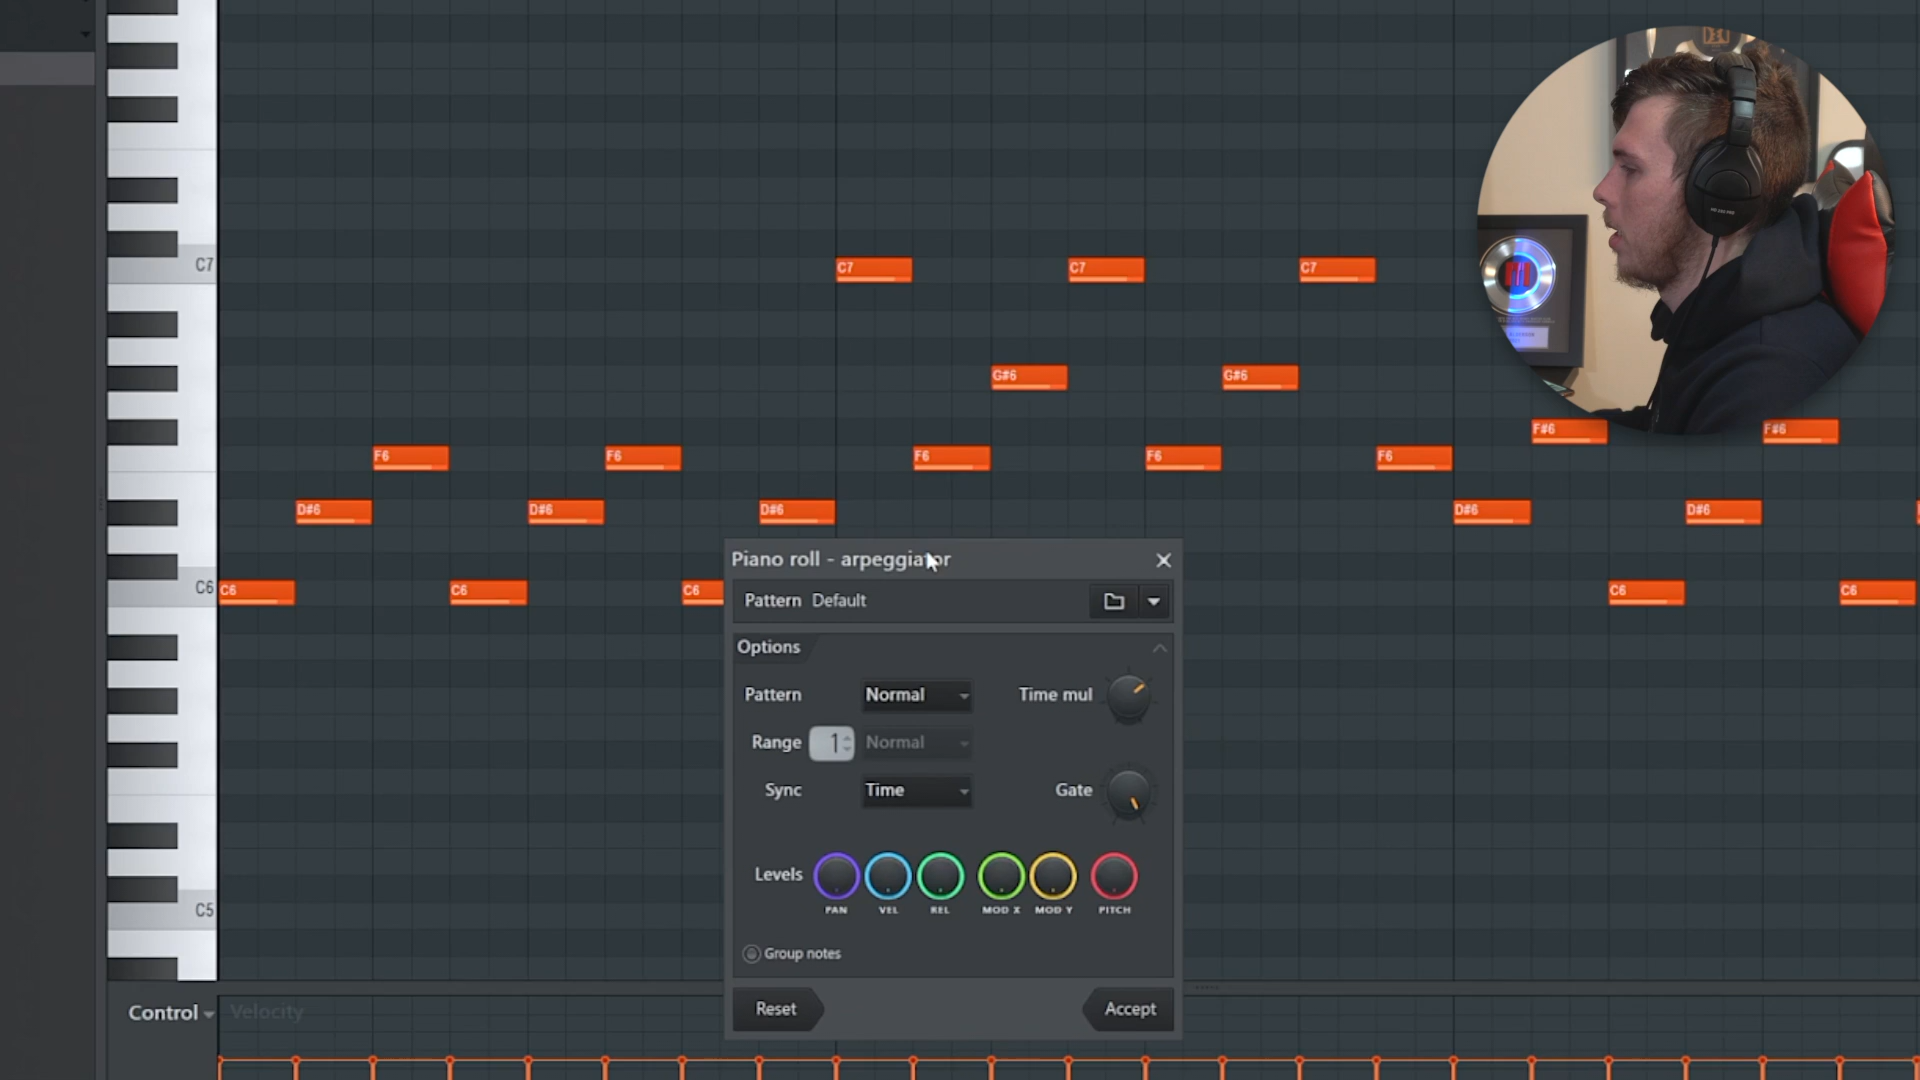 C7
C7 C7 C7
G#6 G#6
F#6 F#6
F6 F6 F6 F6 F6
D#6 D#6 D#6 D#6 D#6
C6
C6 C6 C6 C6 C6
Piano roll - arpeggiator
Pattern Default
Options
Pattern Normal Time mul
Range 1 Normal
Sync Time Gate
Levels
PAN VEL REL MOD X MOD Y PITCH
C5
Group notes
Reset Accept
Control Velocity